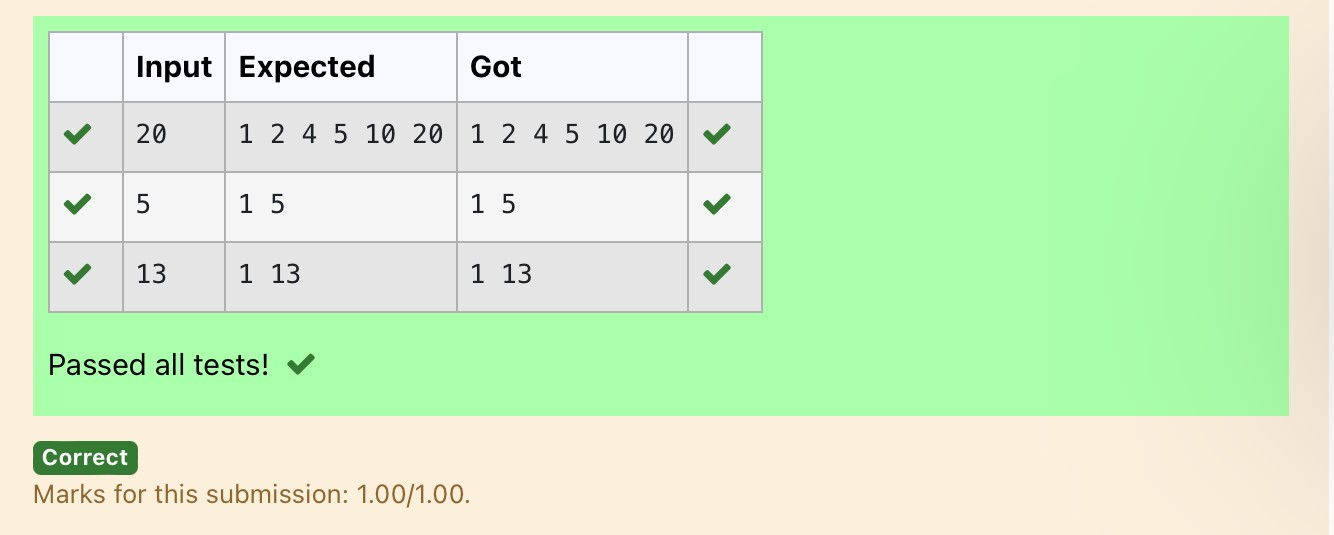 Input Expected Got
20 1 2 4 5 10 20 1 2 4 5 10 20
5 1 5 1 5
13 1 13 1 13
Passed all tests!
Correct
Marks for this submission: 1.00/1.00.